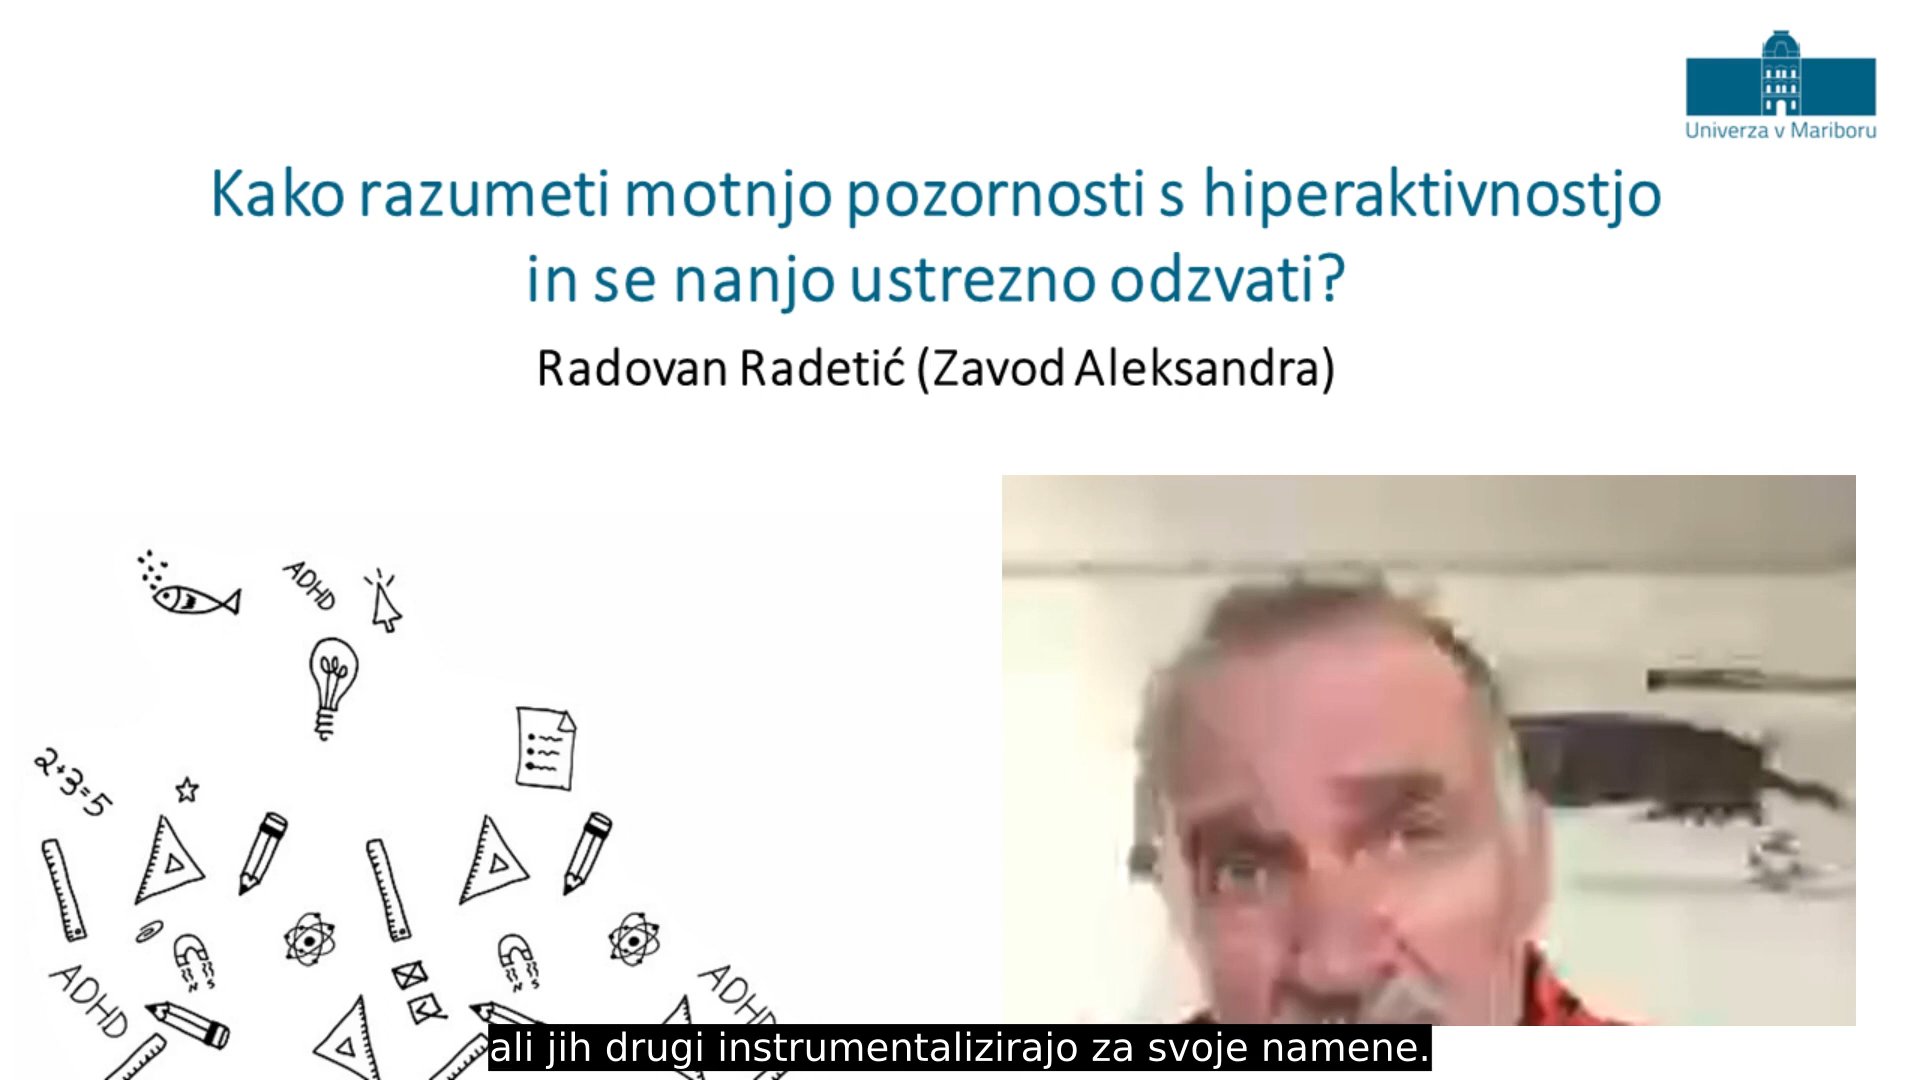 Univerza v Mariboru
Kako razumeti motnjo pozornosti s hiperaktivnostjo
in se nanjo ustrezno odzvati?
Radovan Radetić (Zavod Aleksandra)
ADHD
2+3=5
ADHD
ADHD
ali jih drugi instrumentalizirajo za svoje namene.